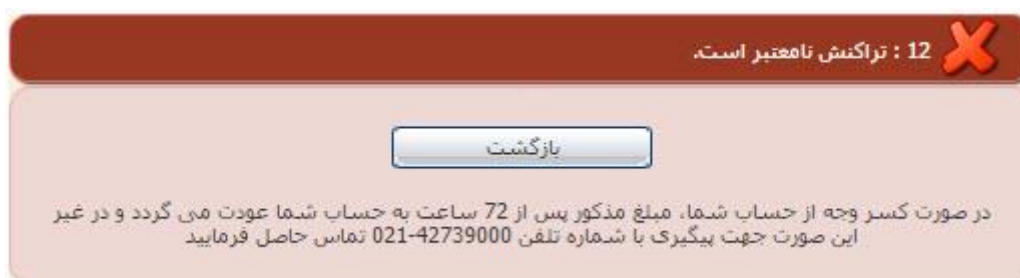 12 : تراکنش نامعتبر است.
بازگشت
در صورت کسر وجه از حساب شما، مبلغ مذکور پس از 72 ساعت به حساب شما عودت می گردد و در غیر
این صورت جهت پیگیری با شماره تلفن 42739000-021 تماس حاصل فرمایید